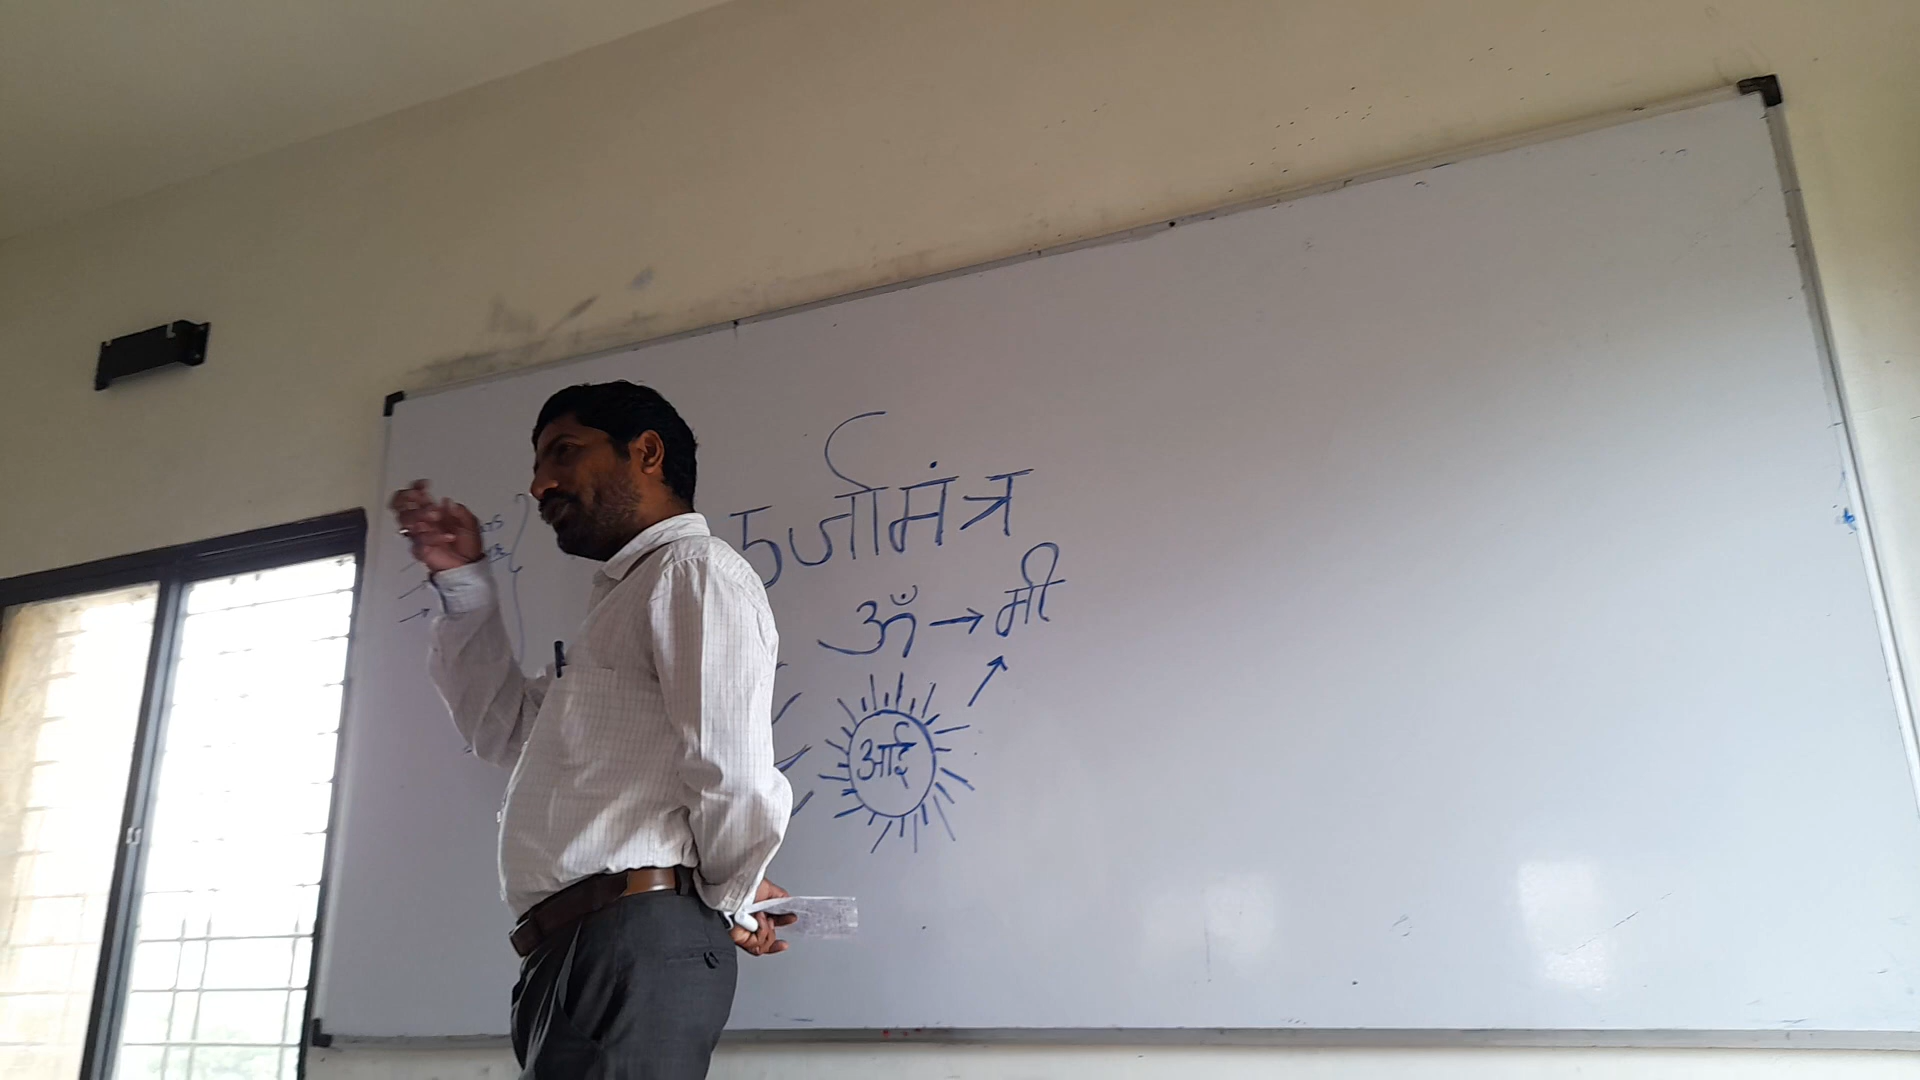 ऊर्जामंत्र
ॐ → मी
आई